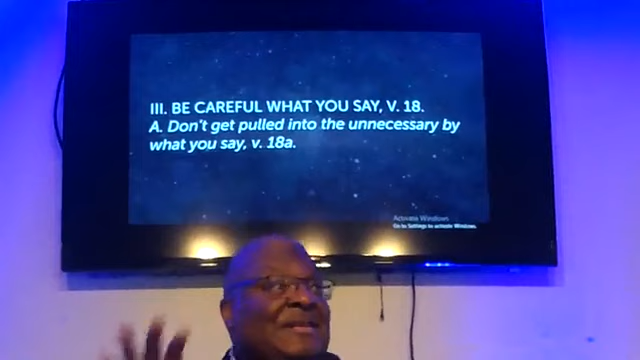 III. BE CAREFUL WHAT YOU SAY, V. 18.
A. Don't get pulled into the unnecessary by
what you say, v. 18a.
Activate Windows
Go to Settings to activate Windows.